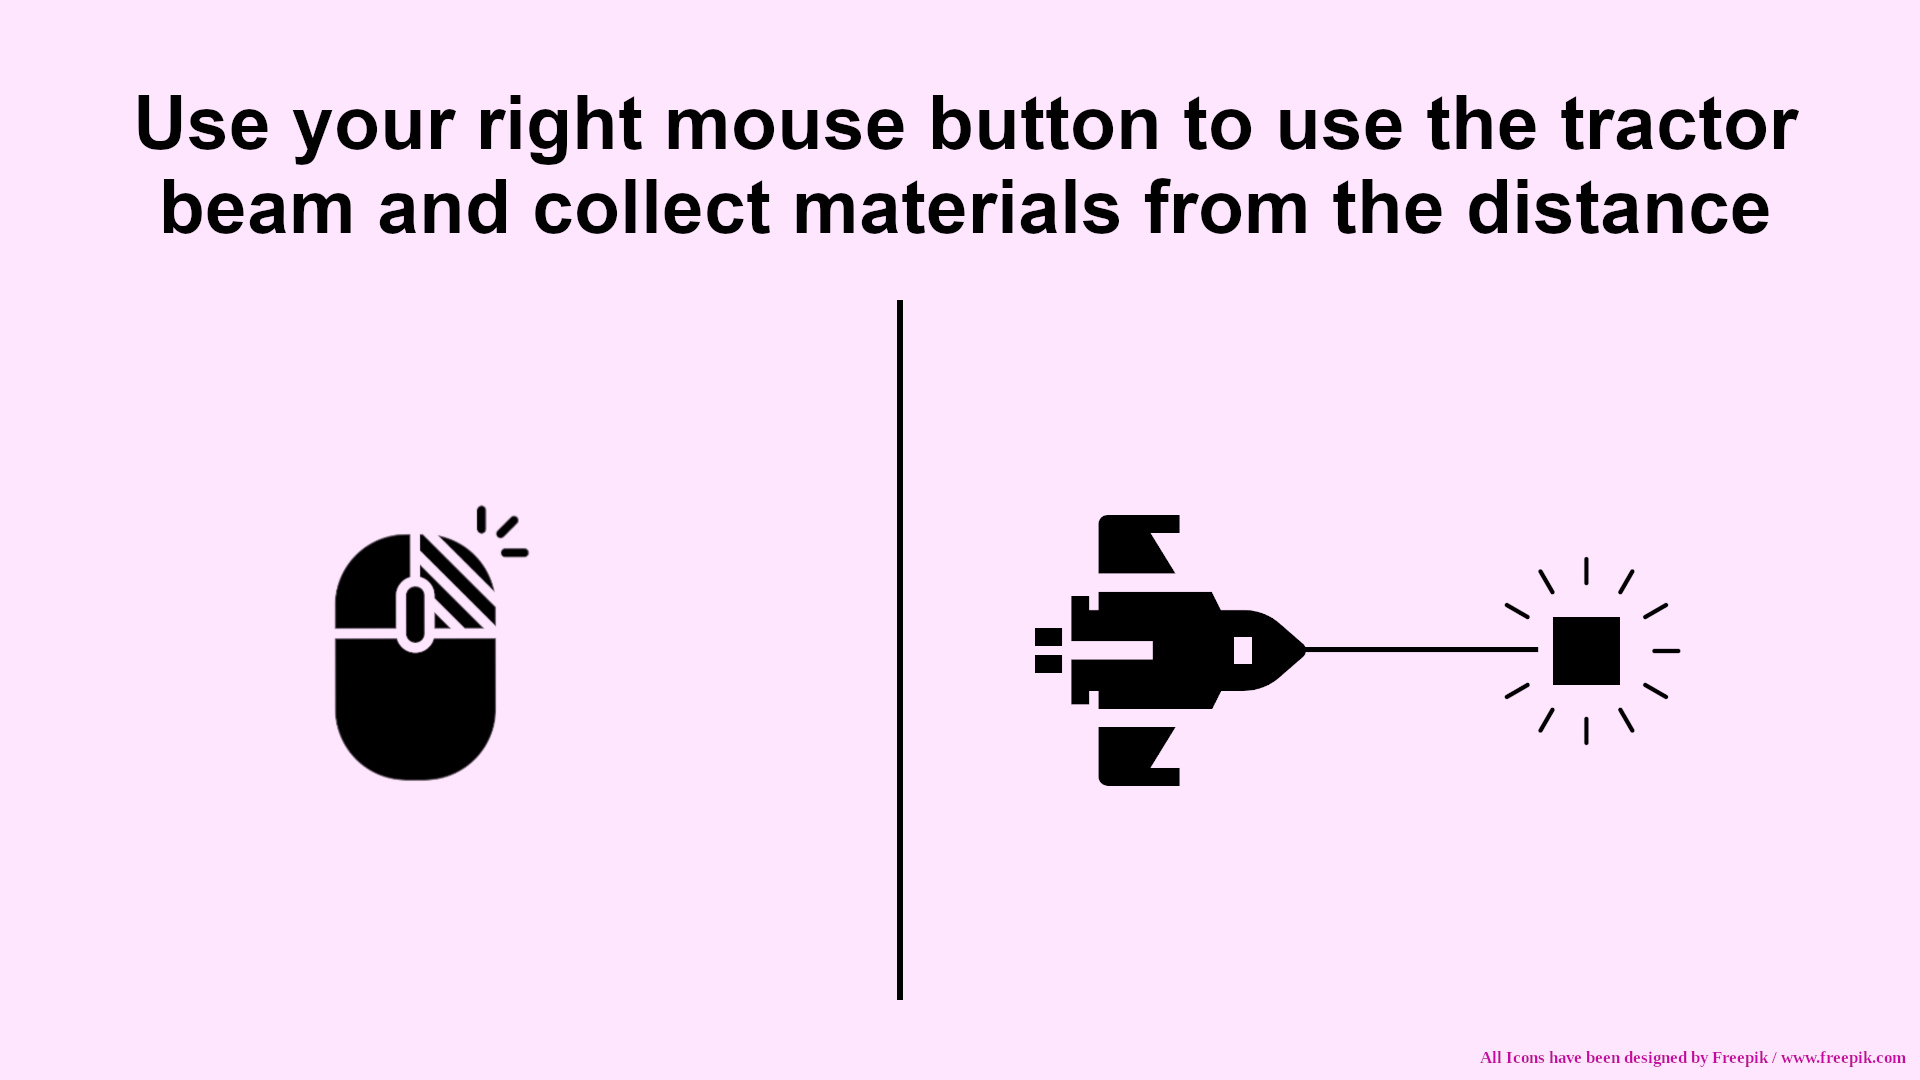 Use your right mouse button to use the tractor
beam and collect materials from the distance
All Icons have been designed by Freepik / www.freepik.com